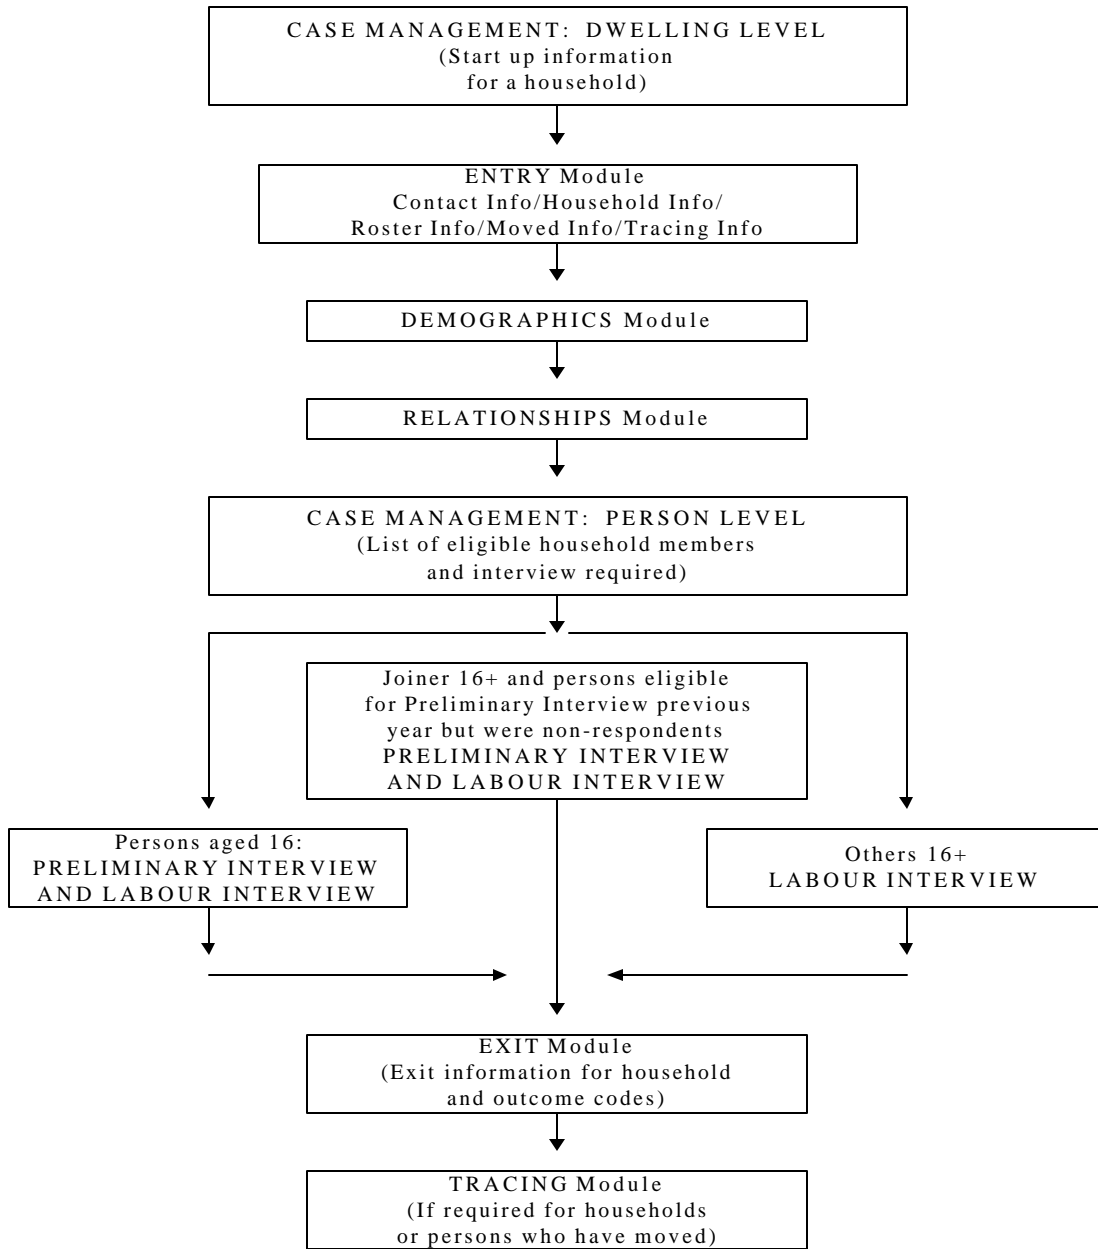 CASE MANAGEMENT: DWELLING LEVEL
(Start up information
for a household)
ENTRY Module
Contact Info/Household Info/
Roster Info/Moved Info/Tracing Info
DEMOGRAPHICS Module
RELATIONSHIPS Module
CASE MANAGEMENT: PERSON LEVEL
(List of eligible household members
and interview required)
Joiner 16+ and persons eligible
for Preliminary Interview previous
year but were non-respondents
PRELIMINARY INTERVIEW
AND LABOUR INTERVIEW
Persons aged 16:
PRELIMINARY INTERVIEW
AND LABOUR INTERVIEW
Others 16+
LABOUR INTERVIEW
EXIT Module
(Exit information for household
and outcome codes)
TRACING Module
(If required for households
or persons who have moved)